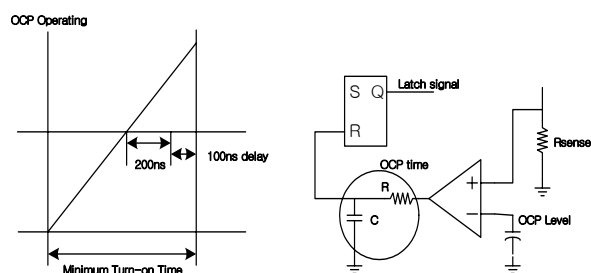 OCP Operating
200ns
100ns delay
Minimum Turn-on Time
S Q
R
Latch signal
Rsense
OCP time
R
C
+
−
OCP Level